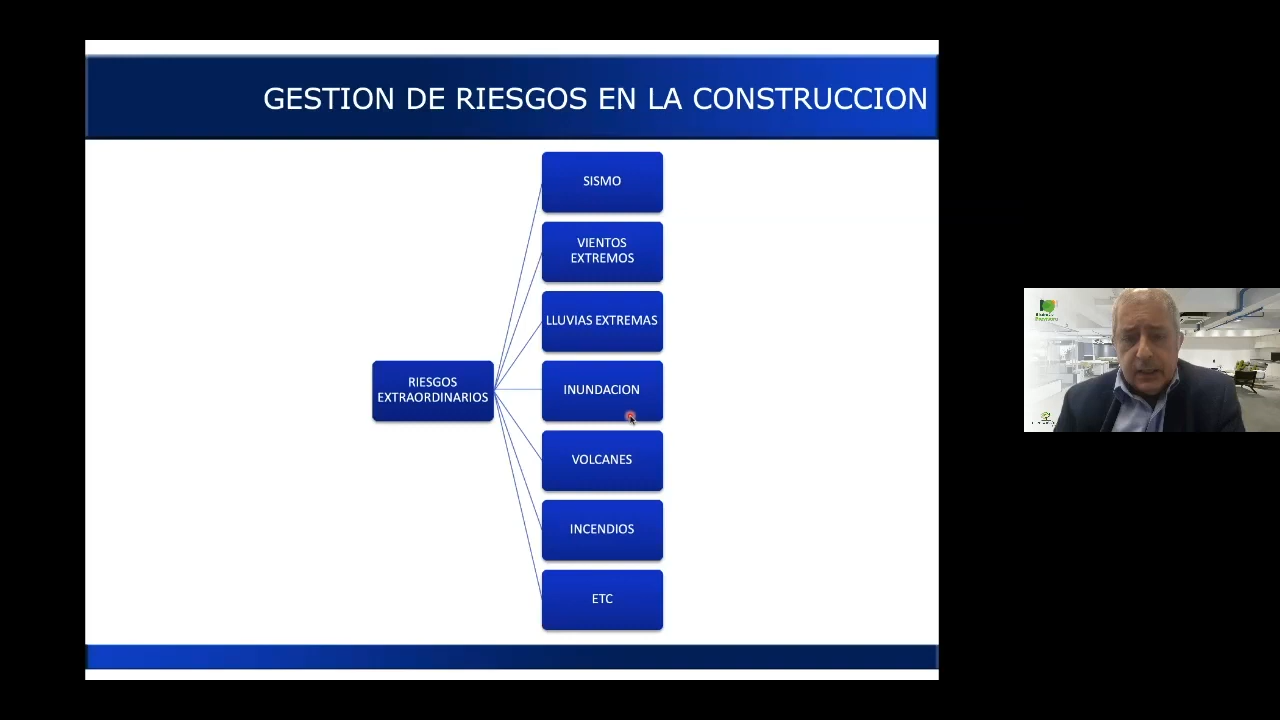 GESTION DE RIESGOS EN LA CONSTRUCCION
RIESGOS
EXTRAORDINARIOS
SISMO
VIENTOS
EXTREMOS
LLUVIAS EXTREMAS
INUNDACION
VOLCANES
INCENDIOS
ETC